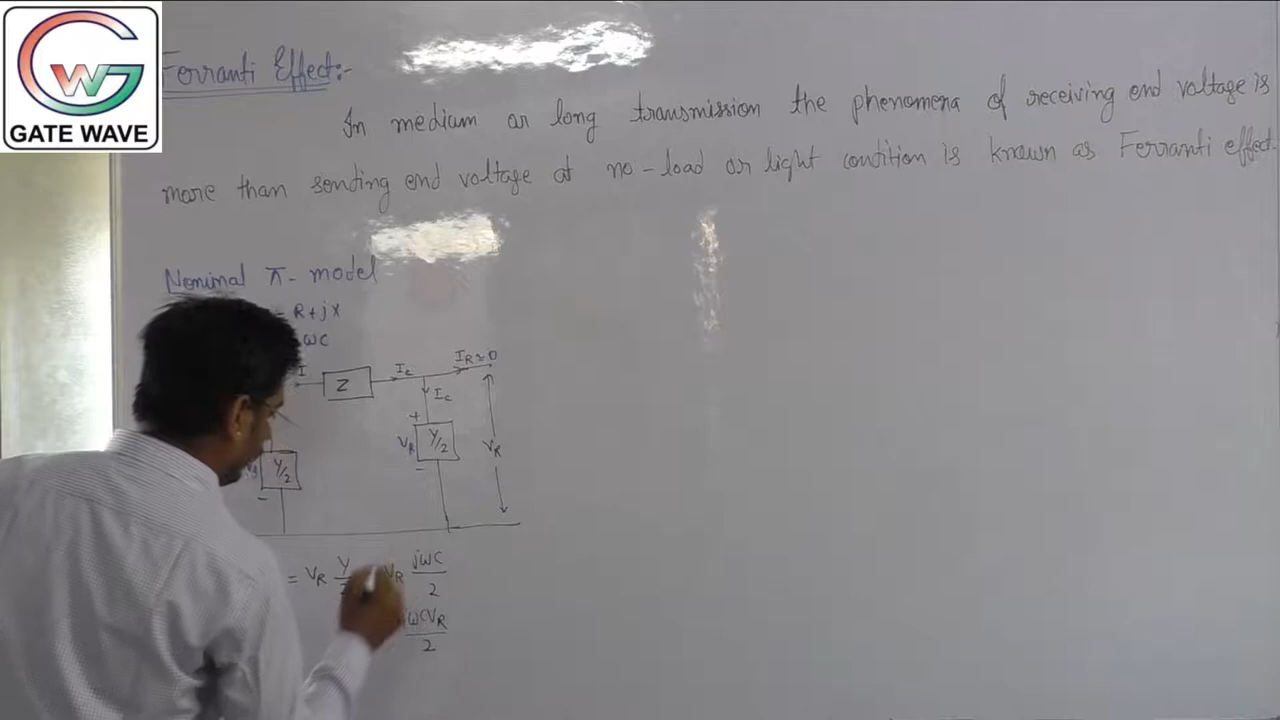 GW
GATE WAVE
Ferranti Effect:-
In medium or long transmission the phenomena of receiving end voltage is
more than sending end voltage at no-load or light condition is known as Ferranti effect.
Nominal π- model
= R + jX
ωC
I
Z
Ic
IR≃0
Ic
+
VR
Y/2
-
VR
Y/2
-
= VR Y/2 VR jωC/2
jωCVR/2